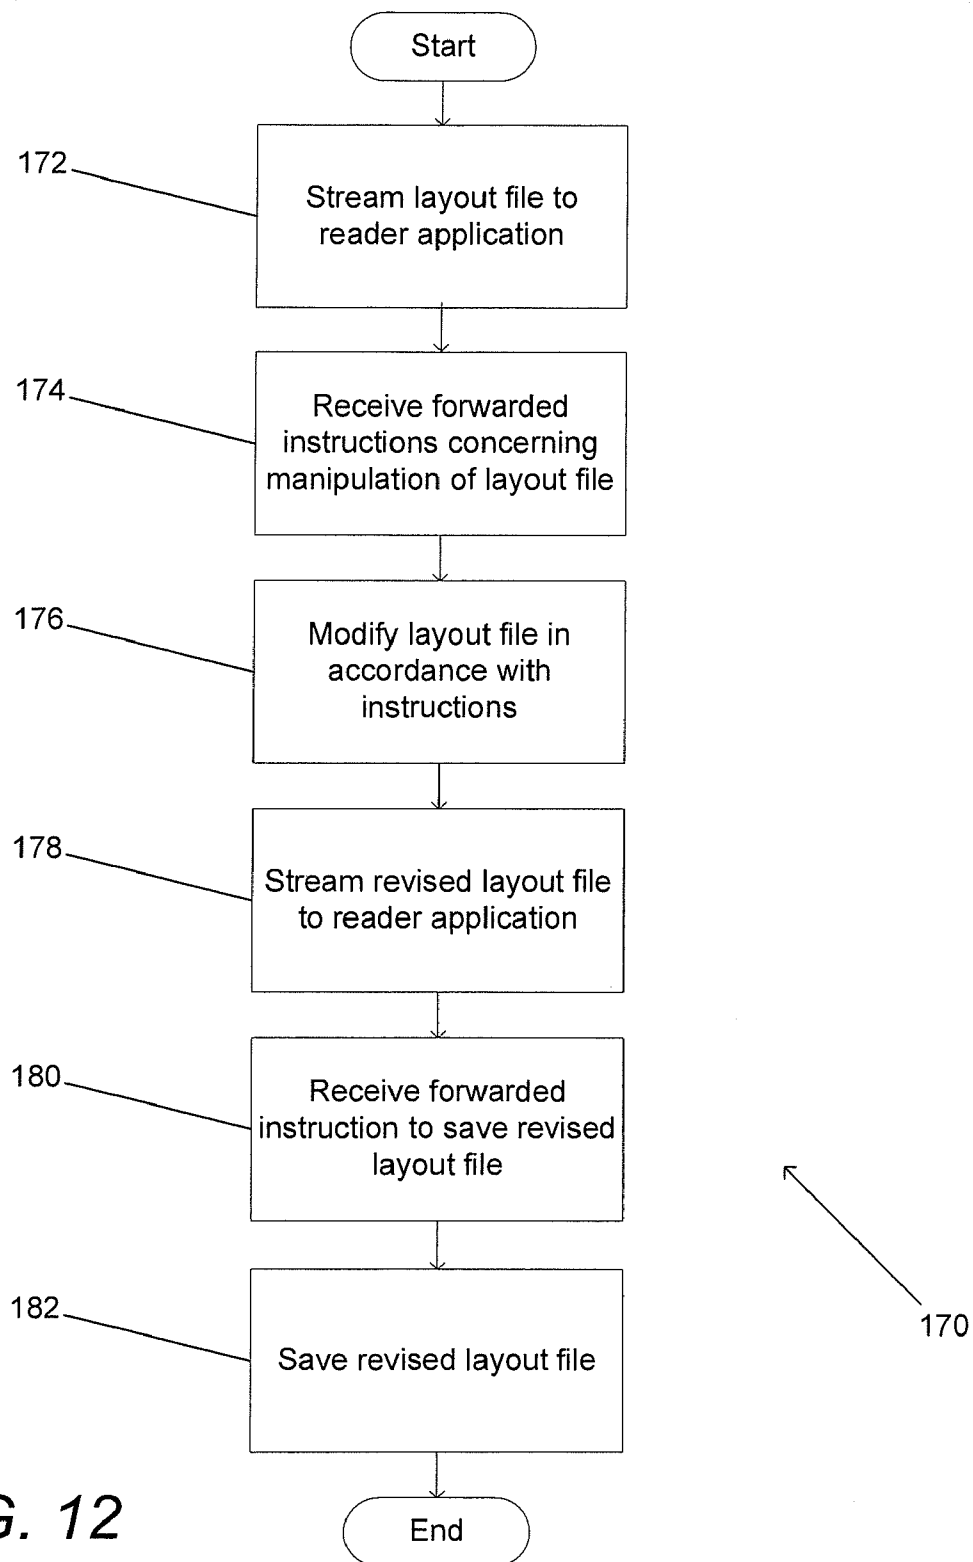 Start
172
Stream layout file to
reader application
174
Receive forwarded
instructions concerning
manipulation of layout file
176
Modify layout file in
accordance with
instructions
178
Stream revised layout file
to reader application
180
Receive forwarded
instruction to save revised
layout file
182
Save revised layout file
170
G. 12
End